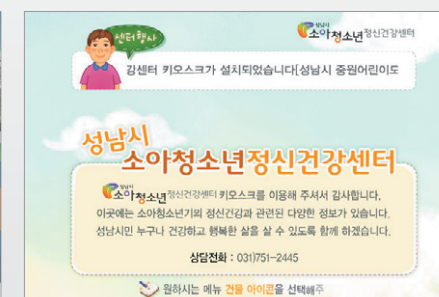 성남시
소아청소년정신건강센터
센터행사
강센터 키오스크가 설치되었습니다[성남시 중원어린이도
성남시
소아청소년정신건강센터
성남시
소아청소년정신건강센터 키오스크를 이용해 주셔서 감사합니다.
이곳에는 소아청소년기의 정신건강과 관련된 다양한 정보가 있습니다.
성남시민 누구나 건강하고 행복한 삶을 살 수 있도록 함께 하겠습니다.
상담전화 : 031)751-2445
원하시는 메뉴 건물 아이콘을 선택해주